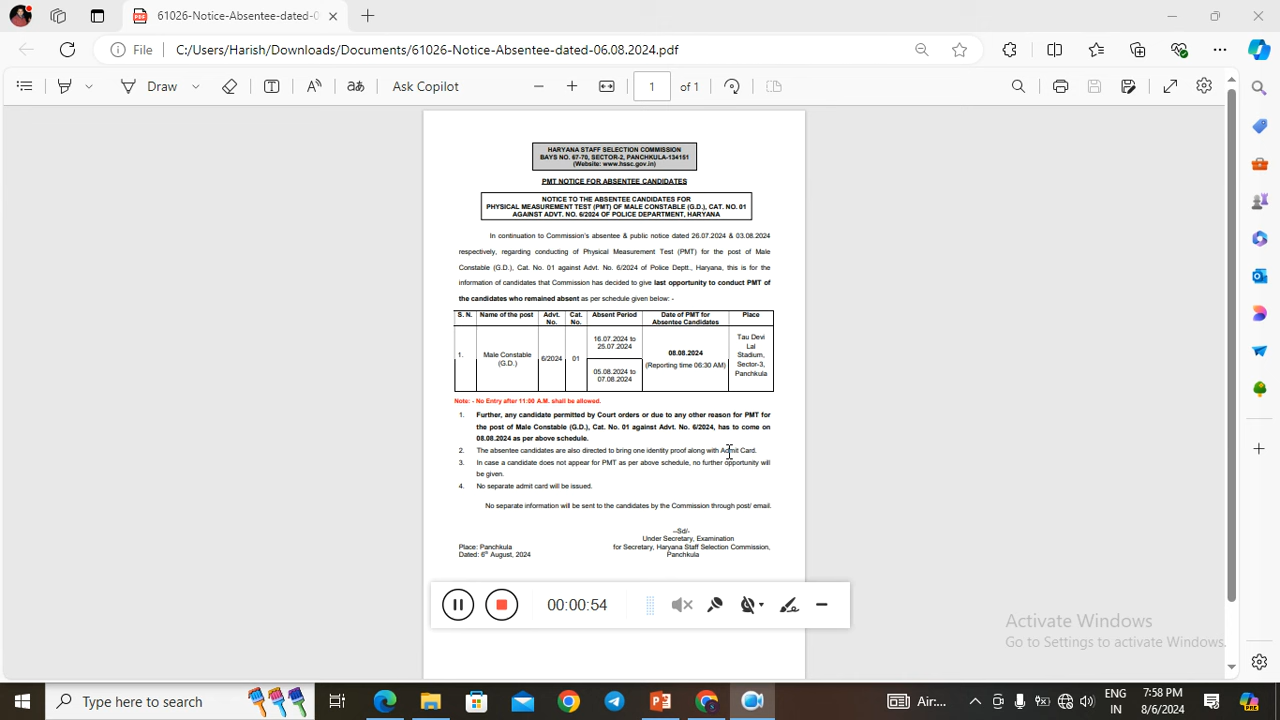 61026-Notice-Absentee-dated-0
File
C:/Users/Harish/Downloads/Documents/61026-Notice-Absentee-dated-06.08.2024.pdf
Draw
aあ
Ask Copilot
1
of 1
HARYANA STAFF SELECTION COMMISSION
BAYS NO. 67-70, SECTOR-2, PANCHKULA-134151
(Website: www.hssc.gov.in)
PMT NOTICE FOR ABSENTEE CANDIDATES
NOTICE TO THE ABSENTEE CANDIDATES FOR
PHYSICAL MEASUREMENT TEST (PMT) OF MALE CONSTABLE (G.D.), CAT. NO. 01
AGAINST ADVT. NO. 6/2024 OF POLICE DEPARTMENT, HARYANA
In continuation to Commission's absentee & public notice dated 26.07.2024 & 03.08.2024
respectively, regarding conducting of Physical Measurement Test (PMT) for the post of Male
Constable (G.D.), Cat. No. 01 against Advt. No. 6/2024 of Police Deptt., Haryana, this is for the
information of candidates that Commission has decided to give last opportunity to conduct PMT of
the candidates who remained absent as per schedule given below: -
S. N. Name of the post Advt. No. Cat. No. Absent Period Date of PMT for Absentee Candidates Place
1. Male Constable (G.D.) 6/2024 01
16.07.2024 to 25.07.2024
05.08.2024 to 07.08.2024
08.08.2024
(Reporting time 06:30 AM)
Tau Devi Lal Stadium, Sector-3, Panchkula
Note: - No Entry after 11:00 A.M. shall be allowed.
1. Further, any candidate permitted by Court orders or due to any other reason for PMT for
the post of Male Constable (G.D.), Cat. No. 01 against Advt. No. 6/2024, has to come on
08.08.2024 as per above schedule.
2. The absentee candidates are also directed to bring one identity proof along with Admit Card.
3. In case a candidate does not appear for PMT as per above schedule, no further opportunity will
be given.
4. No separate admit card will be issued.
No separate information will be sent to the candidates by the Commission through post/ email.
--Sd/-
Under Secretary, Examination
Place: Panchkula for Secretary, Haryana Staff Selection Commission,
Dated: 6th August, 2024 Panchkula
00:00:54
Activate Windows
Go to Settings to activate Windows.
Type here to search
Air:...
ENG
IN
7:58 PM
8/6/2024